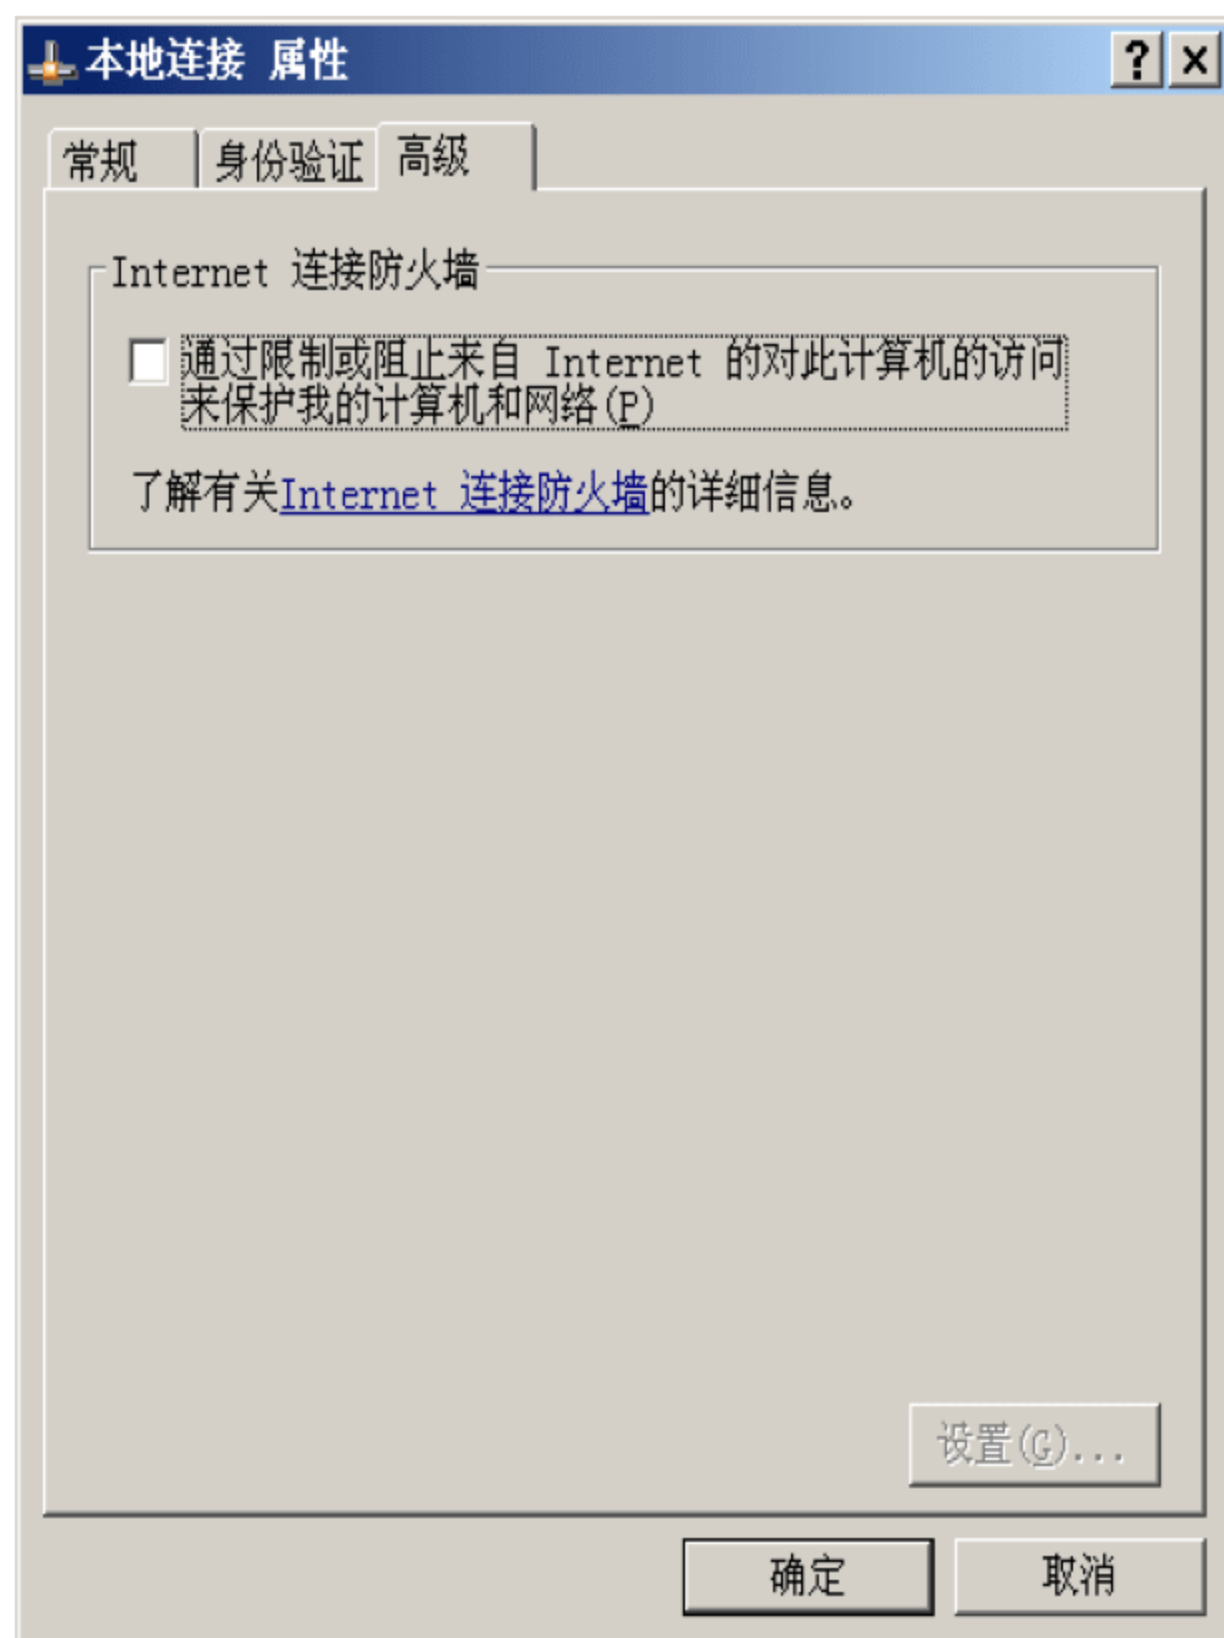 本地连接 属性
常规 身份验证 高级
Internet 连接防火墙
通过限制或阻止来自 Internet 的对此计算机的访问
来保护我的计算机和网络(P)
了解有关Internet 连接防火墙的详细信息。
设置(G)...
确定 取消